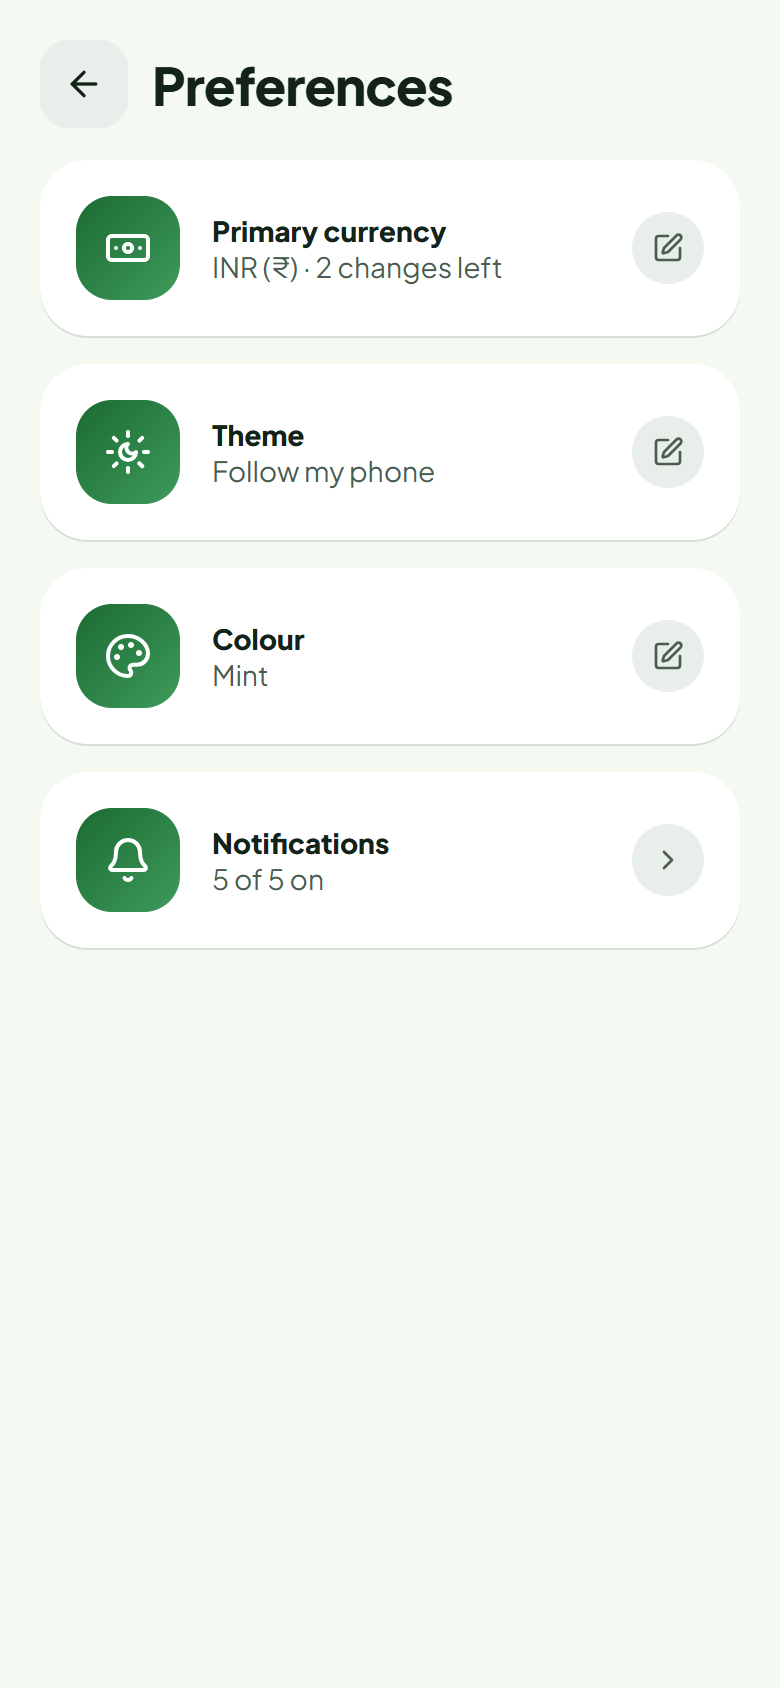 Preferences
Primary currency
INR (₹) · 2 changes left
Theme
Follow my phone
Colour
Mint
Notifications
5 of 5 on